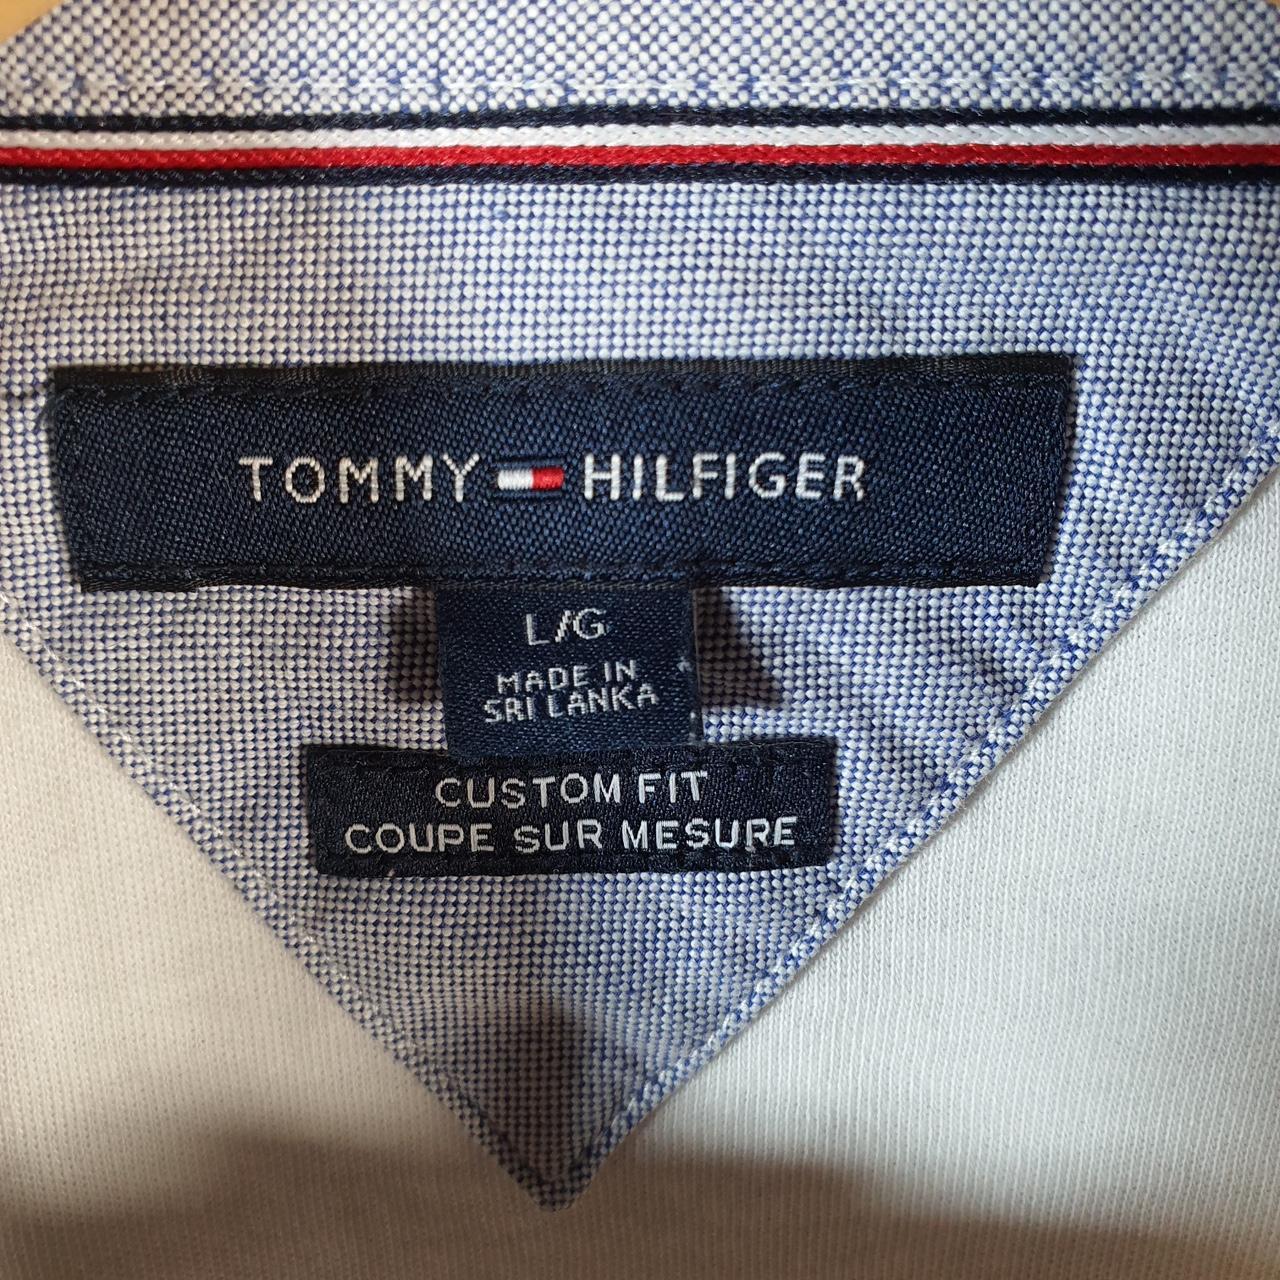 TOMMY HILFIGER
L/G
MADE IN
SRI LANKA
CUSTOM FIT
COUPE SUR MESURE